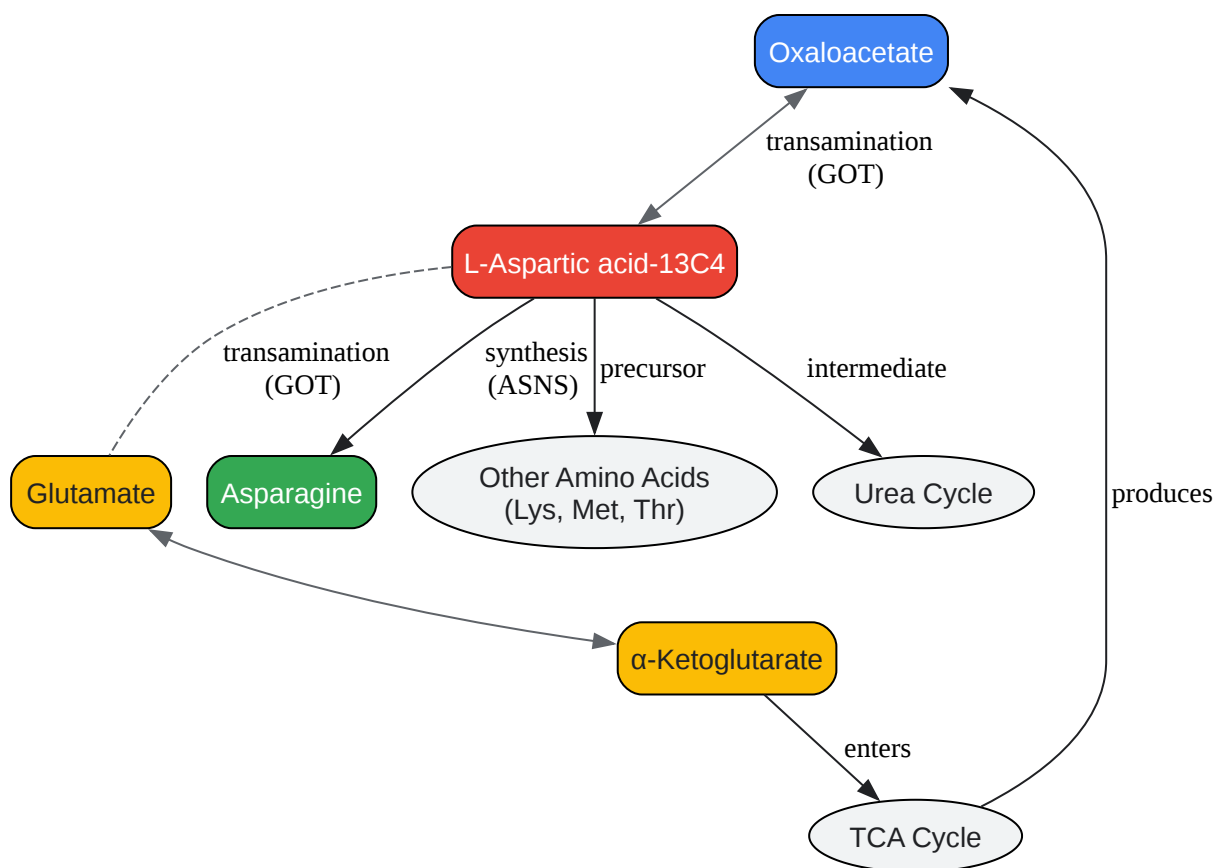 Oxaloacetate
transamination
(GOT)
L-Aspartic acid-13C4
transamination
(GOT)
synthesis
(ASNS)
precursor
intermediate
Glutamate
Asparagine
Other Amino Acids
(Lys, Met, Thr)
Urea Cycle
produces
α-Ketoglutarate
enters
TCA Cycle